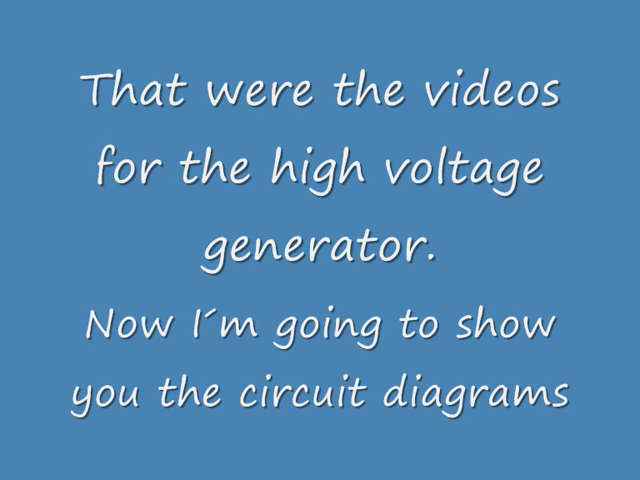 That were the videos
for the high voltage
generator.
Now I´m going to show
you the circuit diagrams